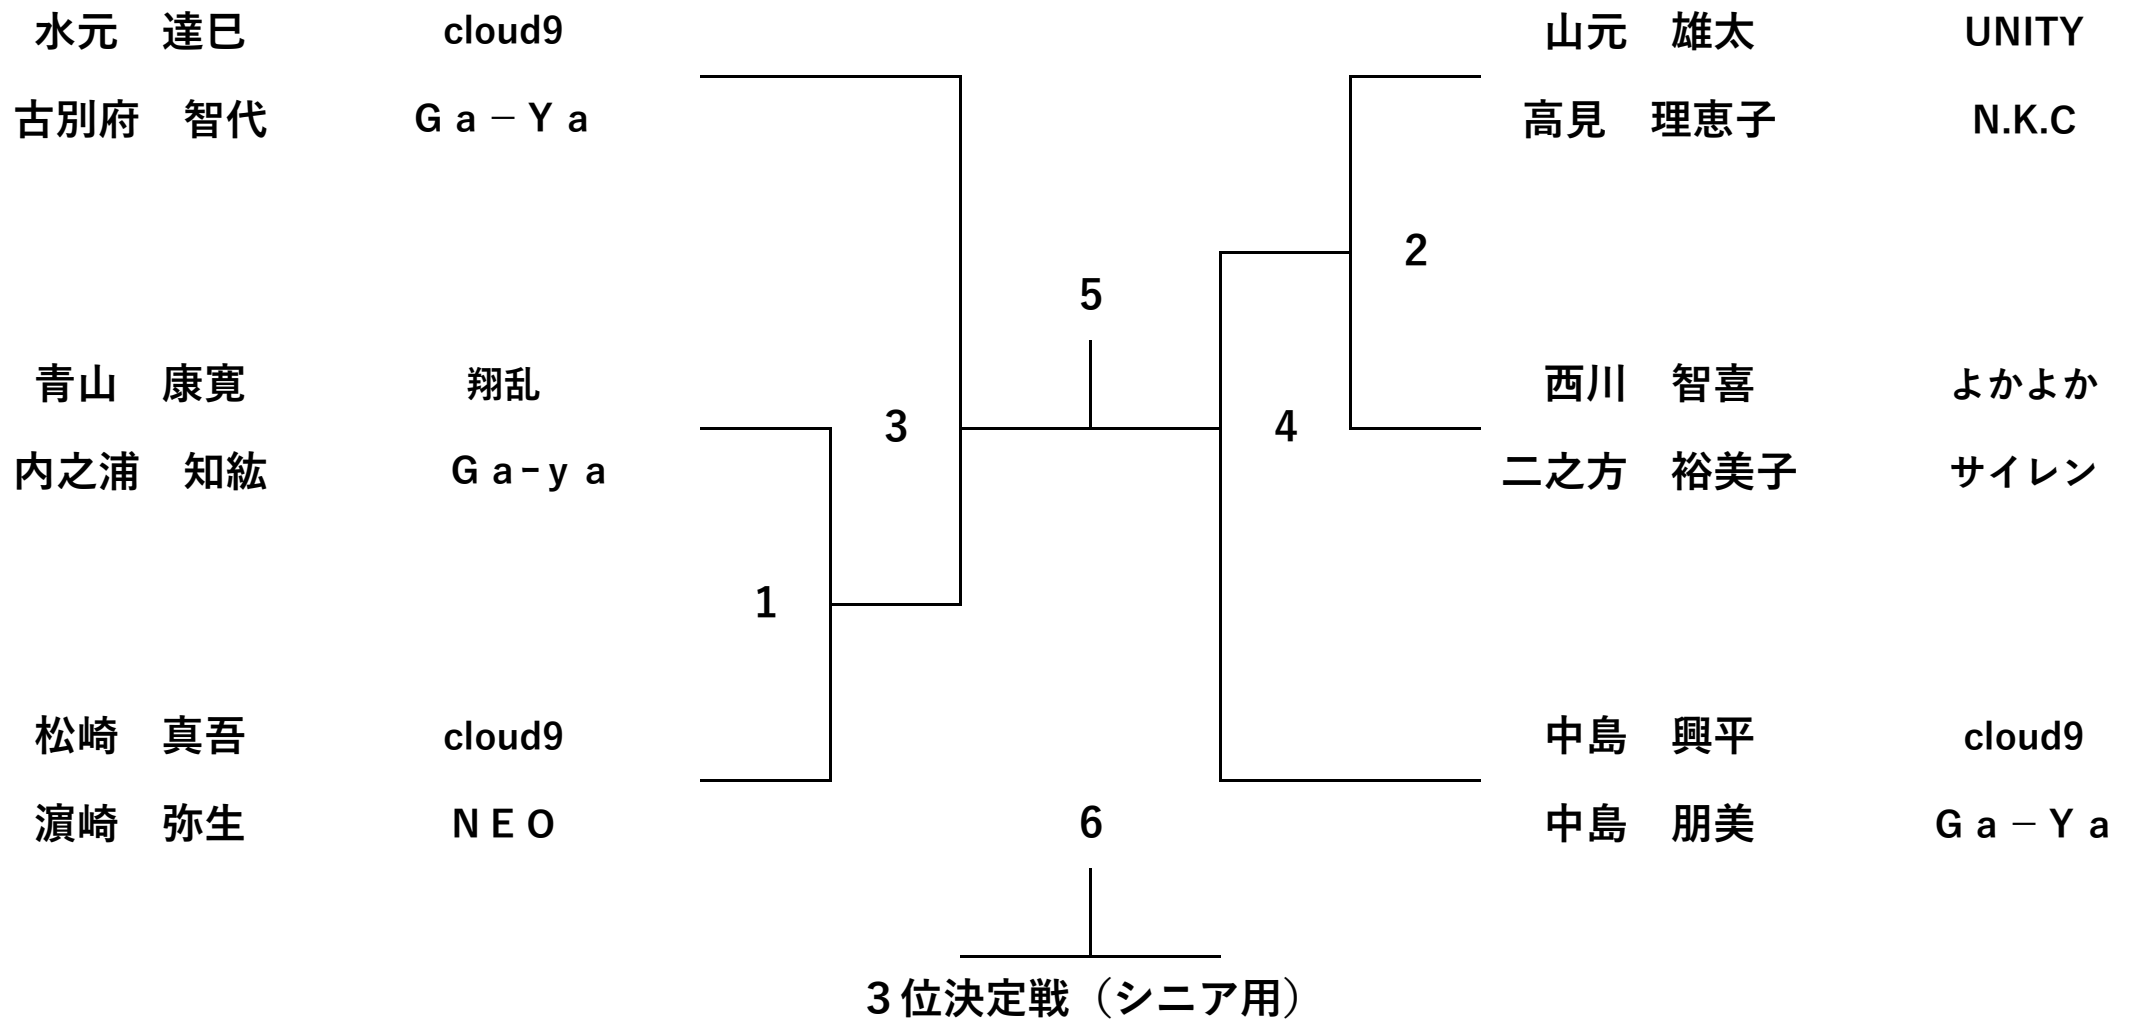 水元　達巳　cloud9　山元　雄太　UNITY
古別府　智代　Ｇａ－Ｙａ　高見　理恵子　N.K.C
2
5
青山　康寛　翔乱　西川　智喜　よかよか
3　4
内之浦　知紘　Ｇａ-ｙａ　二之方　裕美子　サイレン
1
松崎　真吾　cloud9　中島　興平　cloud9
濵崎　弥生　ＮＥＯ　6　中島　朋美　Ｇａ－Ｙａ
３位決定戦（シニア用）